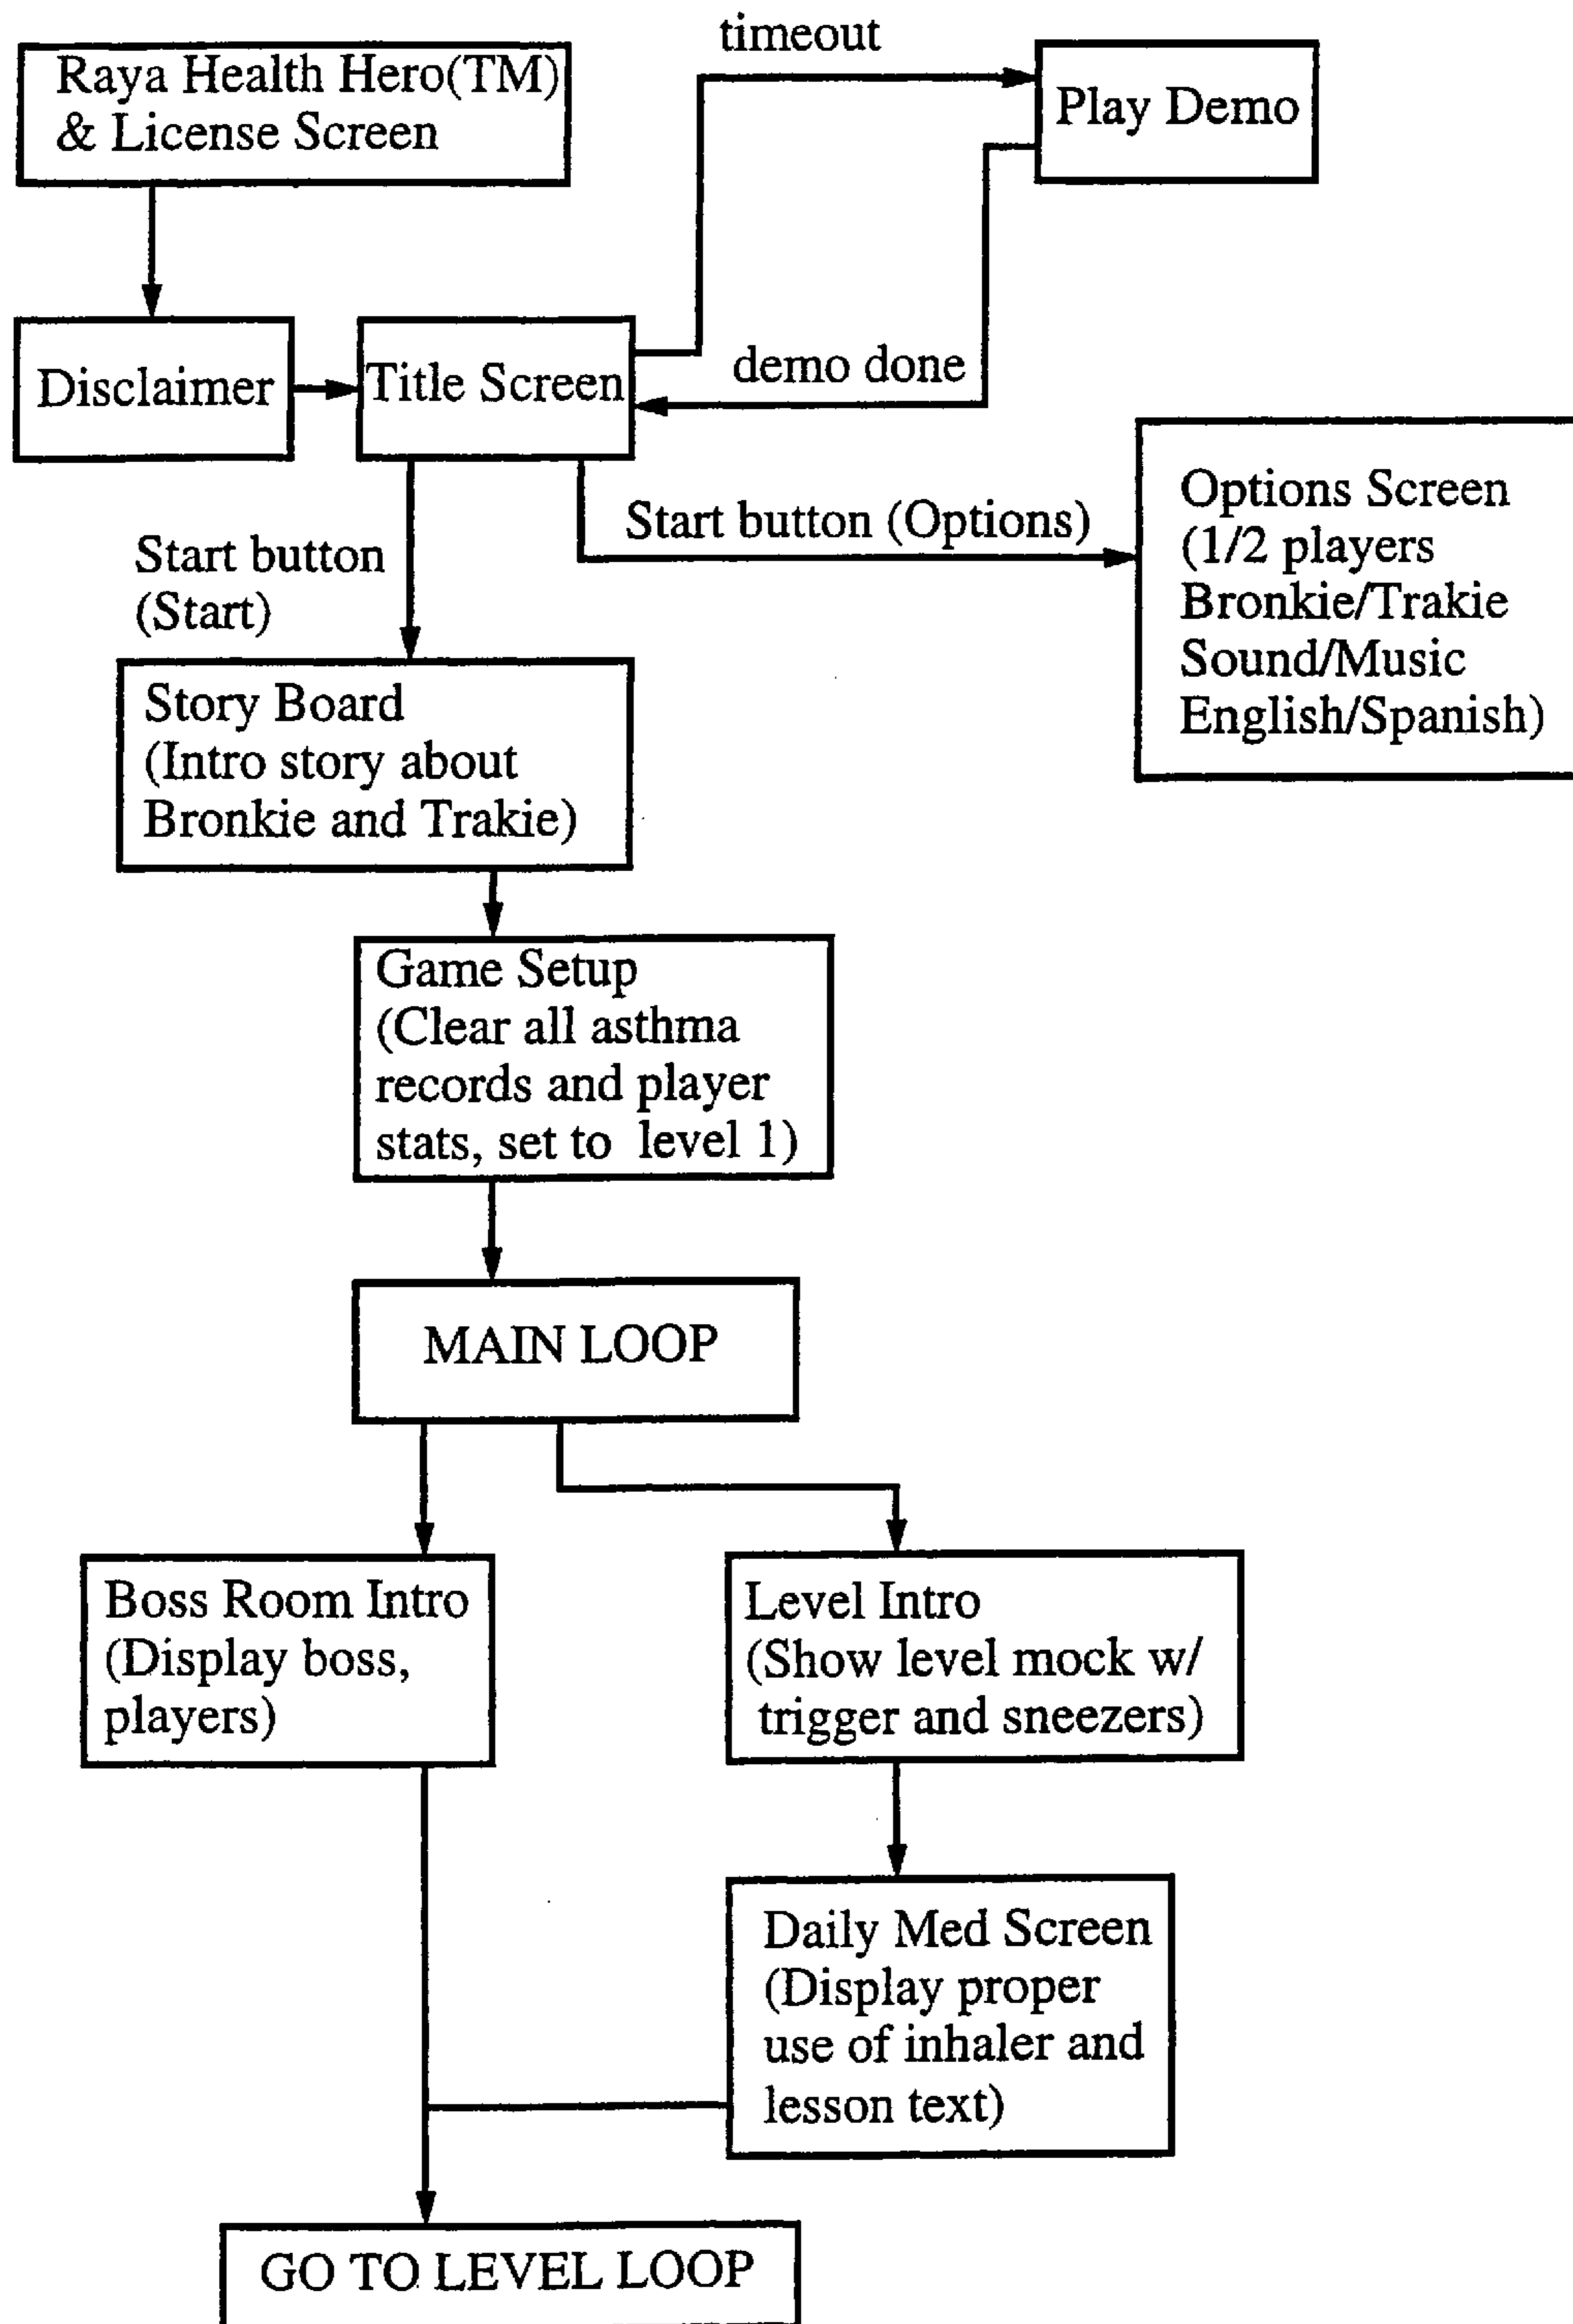 timeout
Raya Health Hero(TM)
& License Screen
Play Demo
Disclaimer
Title Screen
demo done
Start button (Options)
Options Screen
(1/2 players
Bronkie/Trakie
Sound/Music
English/Spanish)
Start button
(Start)
Story Board
(Intro story about
Bronkie and Trakie)
Game Setup
(Clear all asthma
records and player
stats, set to level 1)
MAIN LOOP
Boss Room Intro
(Display boss,
players)
Level Intro
(Show level mock w/
trigger and sneezers)
Daily Med Screen
(Display proper
use of inhaler and
lesson text)
GO TO LEVEL LOOP